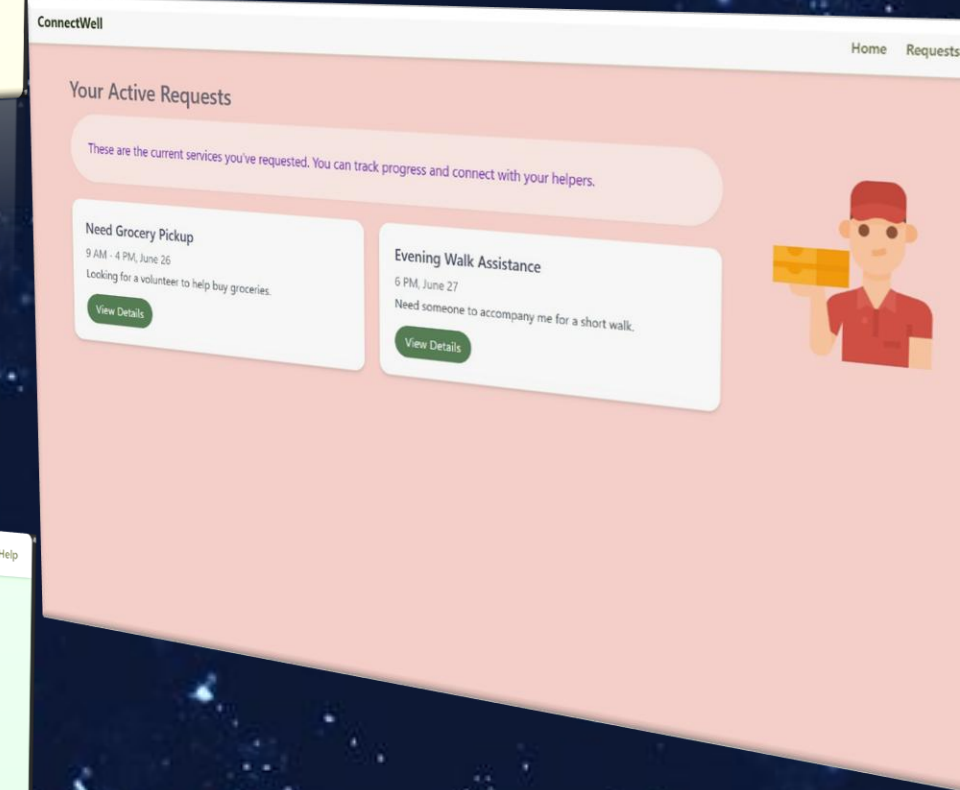 ConnectWell
Home Requests
Your Active Requests
These are the current services you've requested. You can track progress and connect with your helpers.
Need Grocery Pickup
9 AM - 4 PM, June 26
Looking for a volunteer to help buy groceries.
View Details
Evening Walk Assistance
6 PM, June 27
Need someone to accompany me for a short walk.
View Details
Help